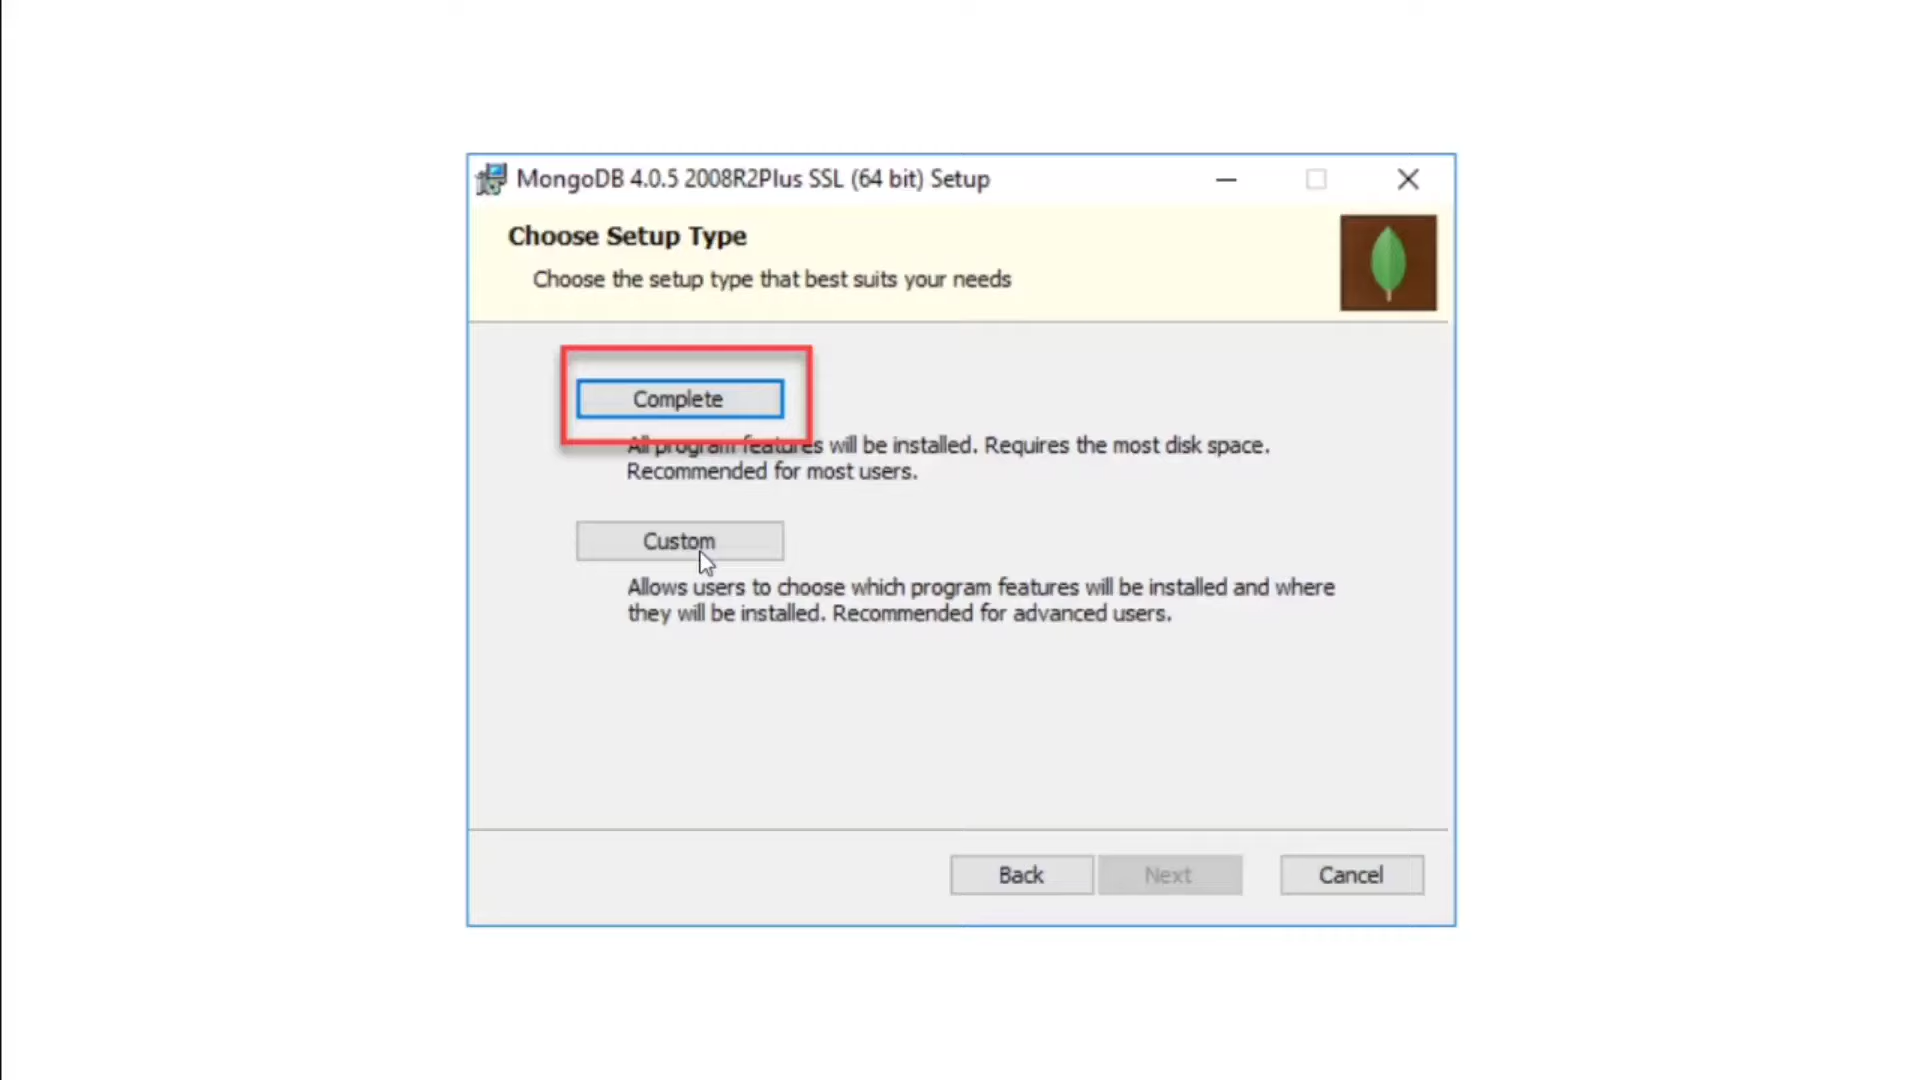 MongoDB 4.0.5 2008R2Plus SSL (64 bit) Setup
Choose Setup Type
Choose the setup type that best suits your needs
Complete
All program features will be installed. Requires the most disk space.
Recommended for most users.
Custom
Allows users to choose which program features will be installed and where
they will be installed. Recommended for advanced users.
Back
Next
Cancel